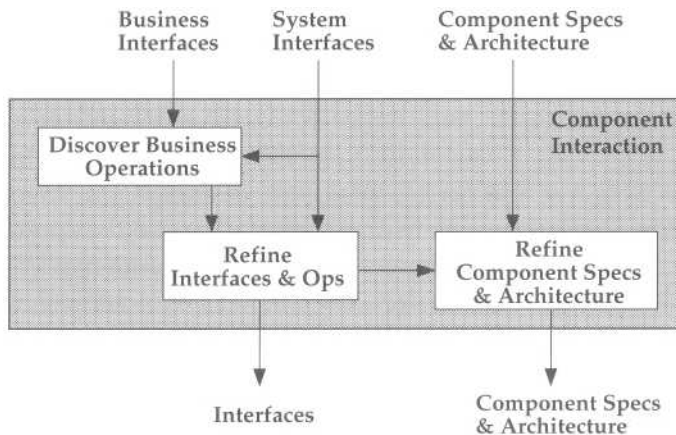 Business
Interfaces
System
Interfaces
Component Specs
& Architecture
Component
Interaction
Discover Business
Operations
Refine
Interfaces & Ops
Refine
Component Specs
& Architecture
Interfaces
Component Specs
& Architecture